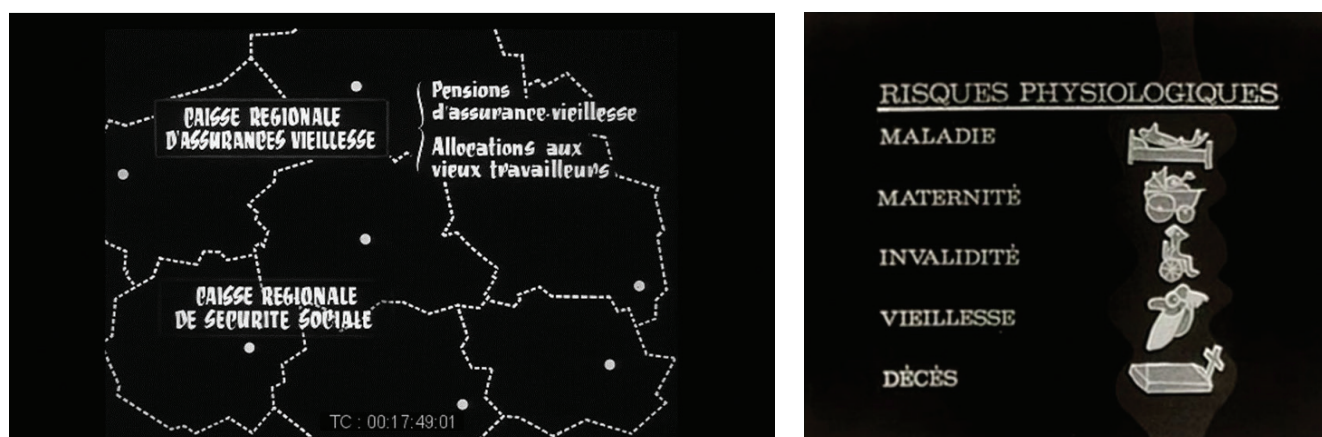 CAISSE REGIONALE
D'ASSURANCES VIEILLESSE
Pensions
d'assurance-vieillesse
Allocations aux
vieux travailleurs
CAISSE REGIONALE
DE SECURITE SOCIALE
TC : 00:17:49:01
RISQUES PHYSIOLOGIQUES
MALADIE
MATERNITÉ
INVALIDITÉ
VIEILLESSE
DÉCÈS